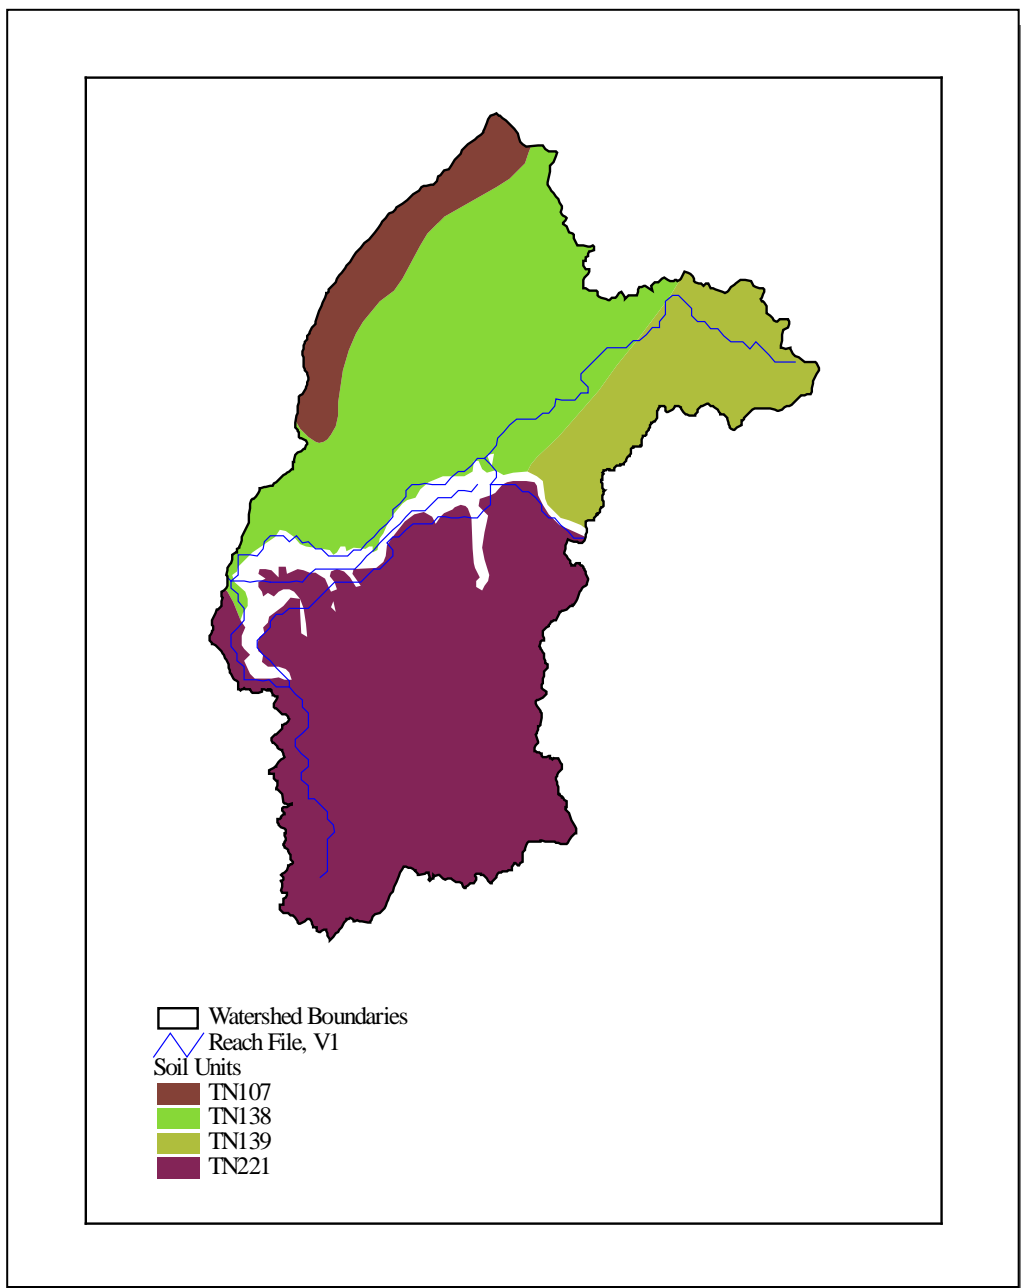 Watershed Boundaries
Reach File, V1
Soil Units
TN107
TN138
TN139
TN221